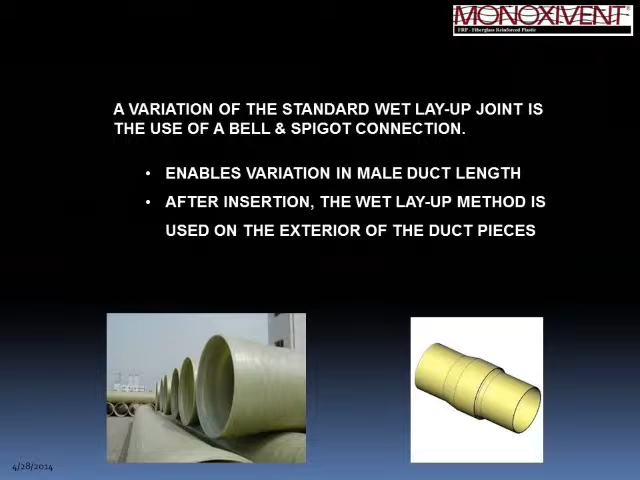 MONOXIVENT®
FRP - Fiberglass Reinforced Plastic
A VARIATION OF THE STANDARD WET LAY-UP JOINT IS
THE USE OF A BELL & SPIGOT CONNECTION.
• ENABLES VARIATION IN MALE DUCT LENGTH
• AFTER INSERTION, THE WET LAY-UP METHOD IS
USED ON THE EXTERIOR OF THE DUCT PIECES
4/28/2014